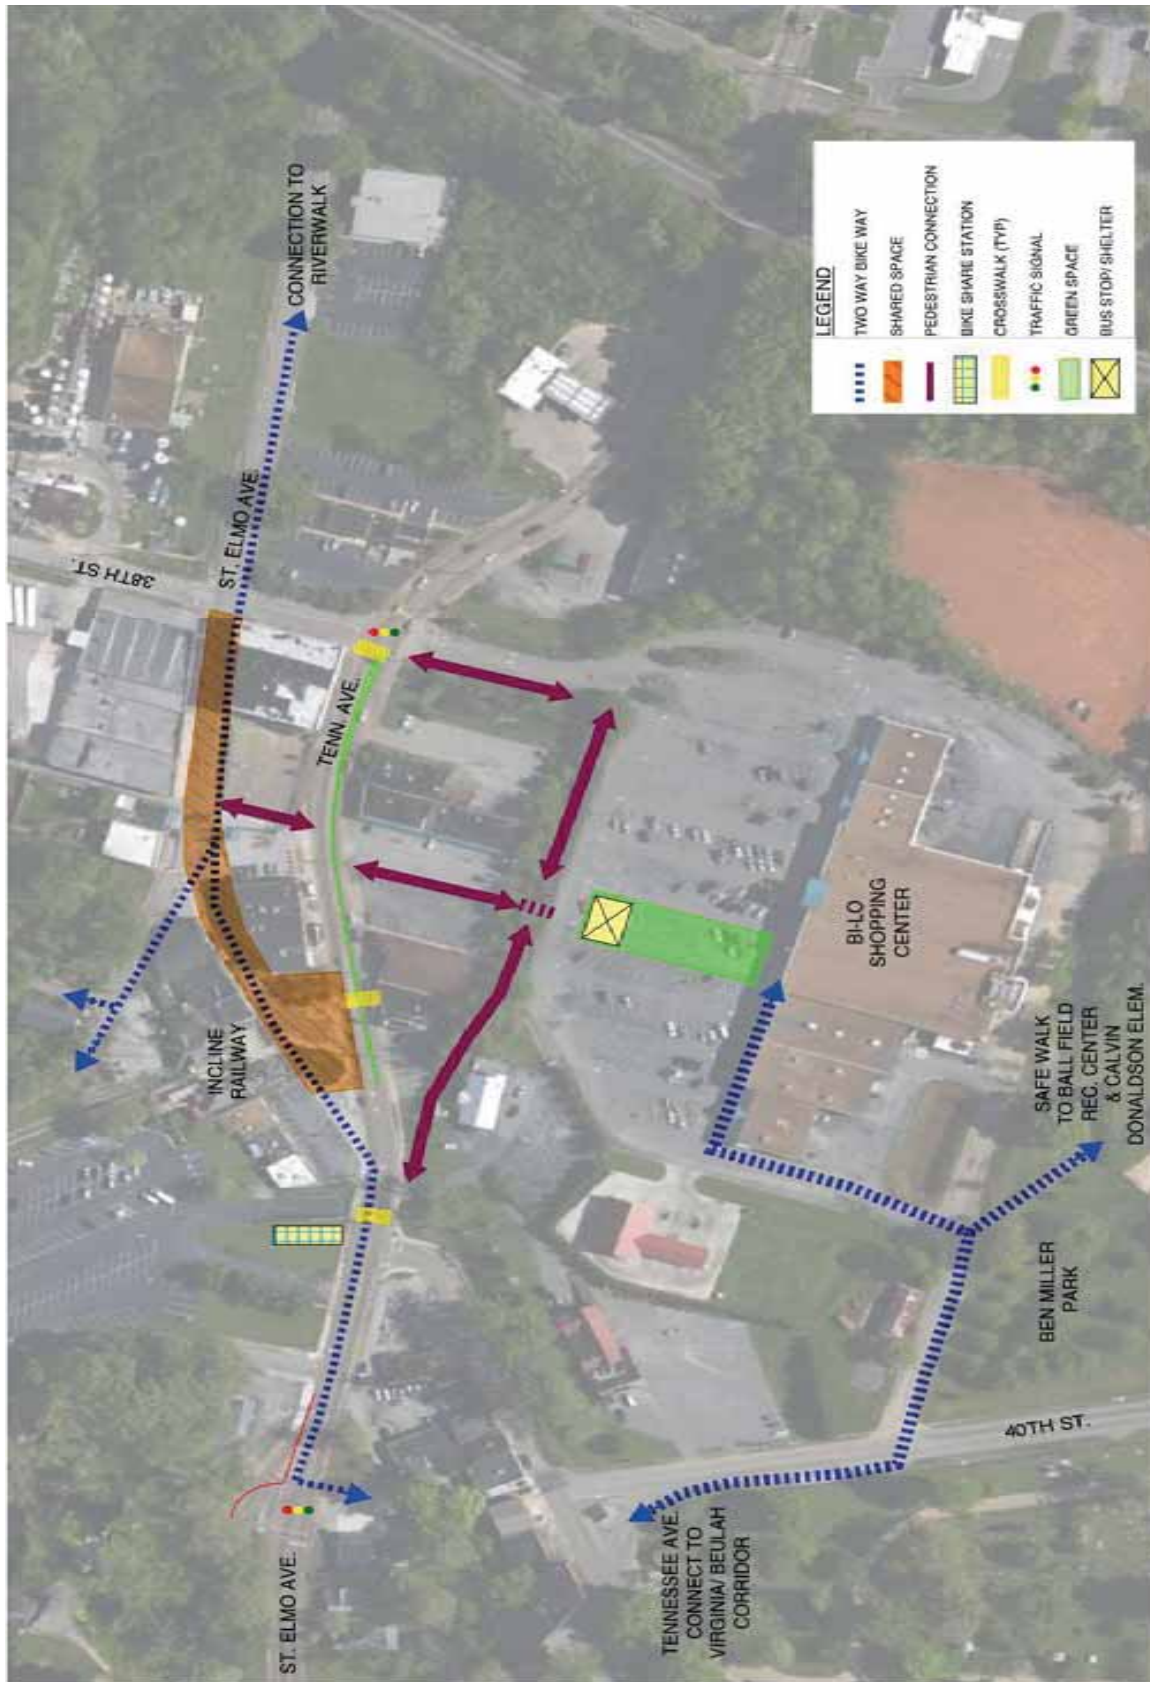 CONNECTION TO
RIVERWALK
38TH ST.
ST. ELMO AVE.
TENN. AVE.
INCLINE
RAILWAY
BI-LO
SHOPPING
CENTER
SAFE WALK
TO BALL FIELD
REC. CENTER
& CALVIN
DONALDSON ELEM.
BEN MILLER
PARK
40TH ST.
TENNESSEE AVE.
CONNECT TO
VIRGINIA/ BEULAH
CORRIDOR
ST. ELMO AVE.
LEGEND
TWO WAY BIKE WAY
SHARED SPACE
PEDESTRIAN CONNECTION
BIKE SHARE STATION
CROSSWALK (TYP)
TRAFFIC SIGNAL
GREEN SPACE
BUS STOP/ SHELTER